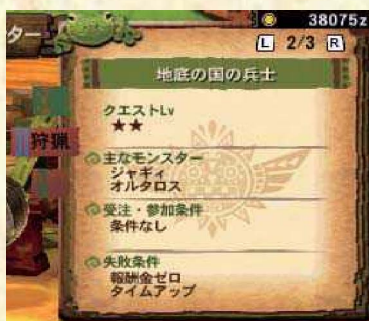 ター
38075z
L 2/3 R
地底の国の兵士
クエストLv
★★
狩猟
主なモンスター
ジャギィ
オルタロス
受注・参加条件
条件なし
失敗条件
報酬金ゼロ
タイムアップ